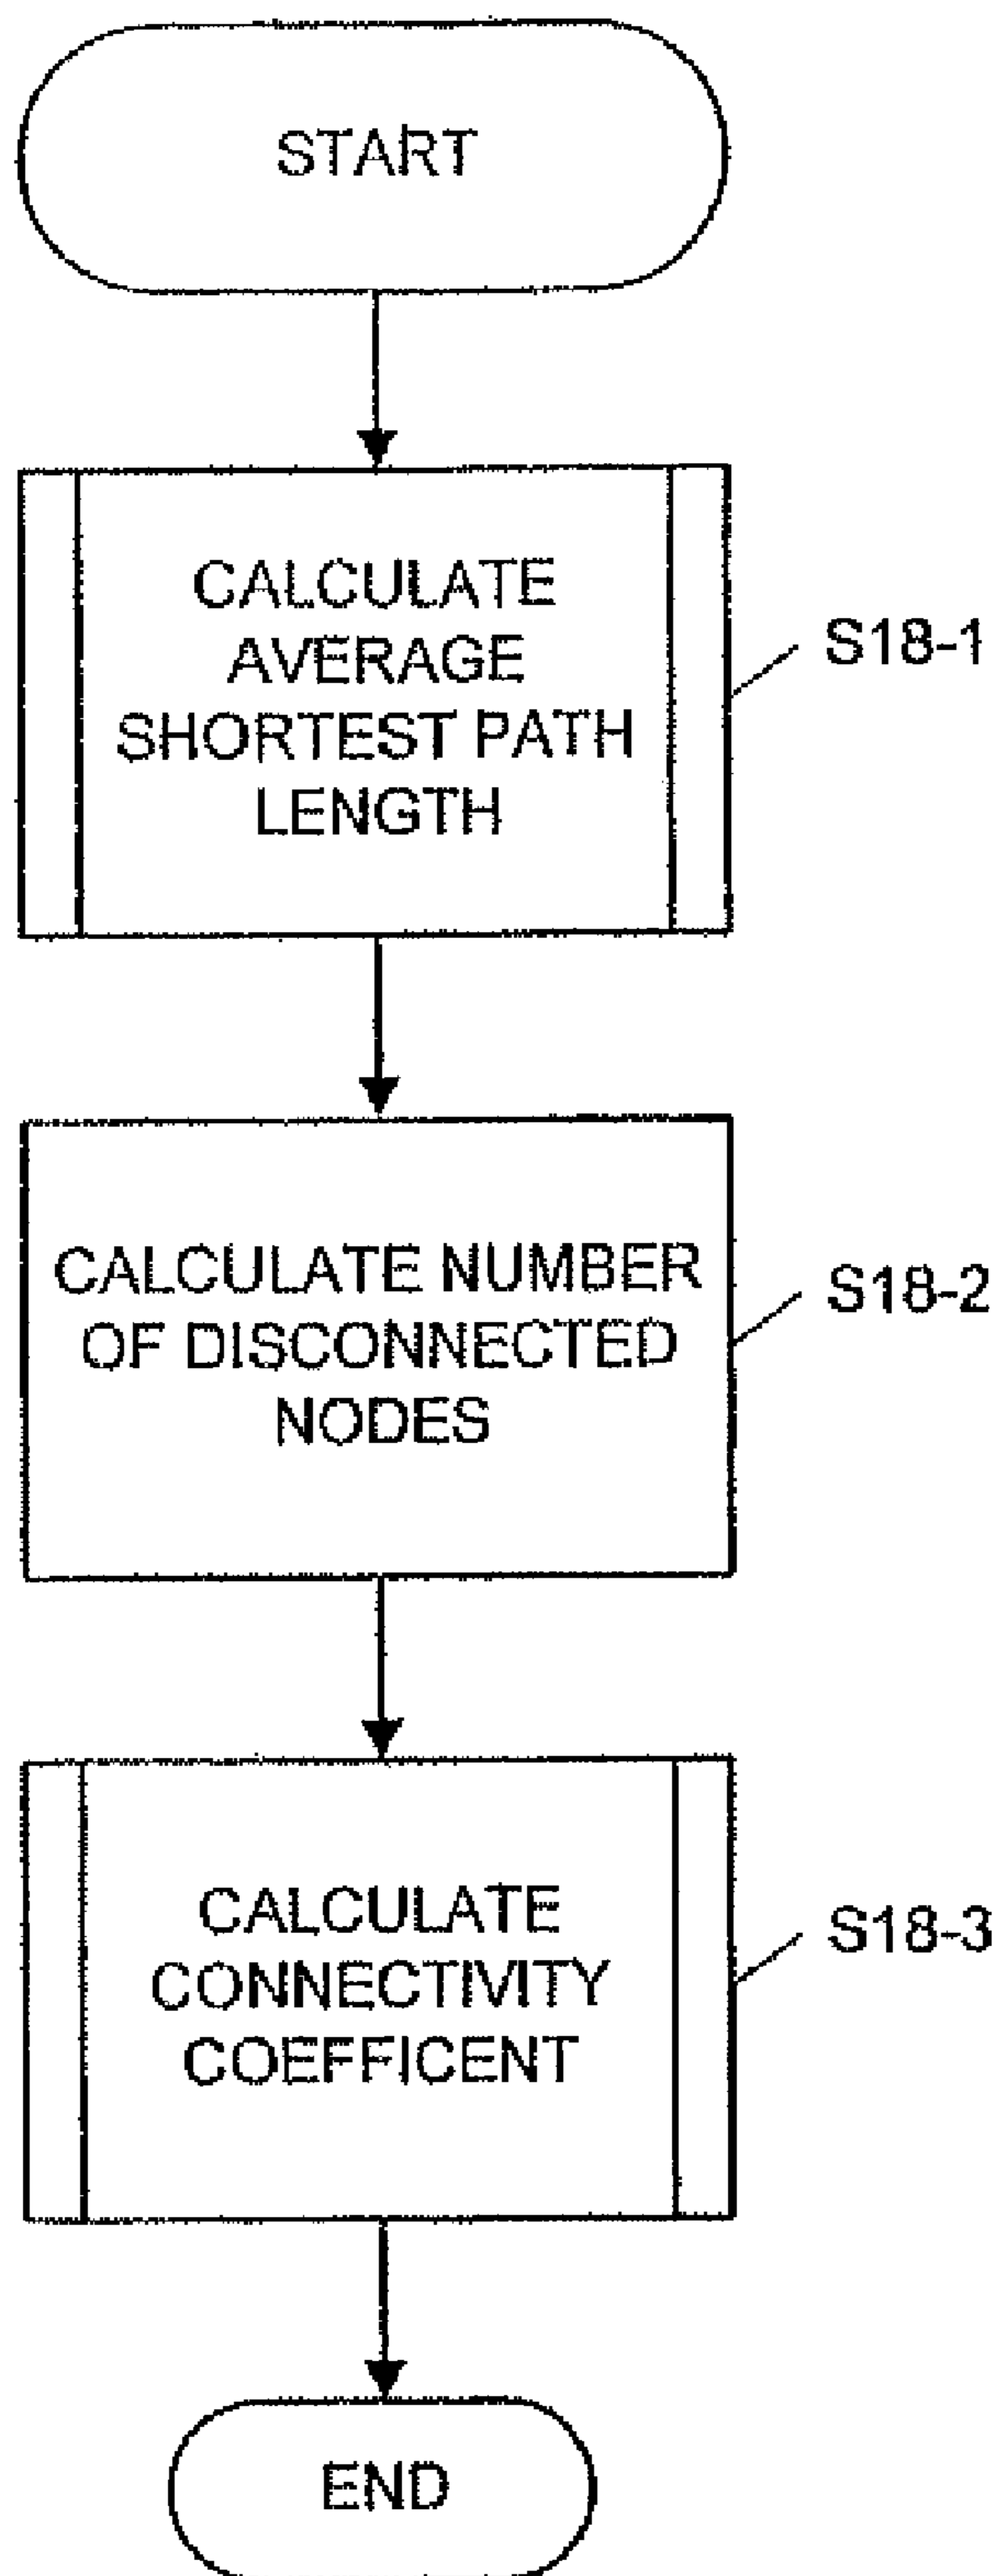 START
CALCULATE
AVERAGE
SHORTEST PATH
LENGTH
S18-1
CALCULATE NUMBER
OF DISCONNECTED
NODES
S18-2
CALCULATE
CONNECTIVITY
COEFFICENT
S18-3
END